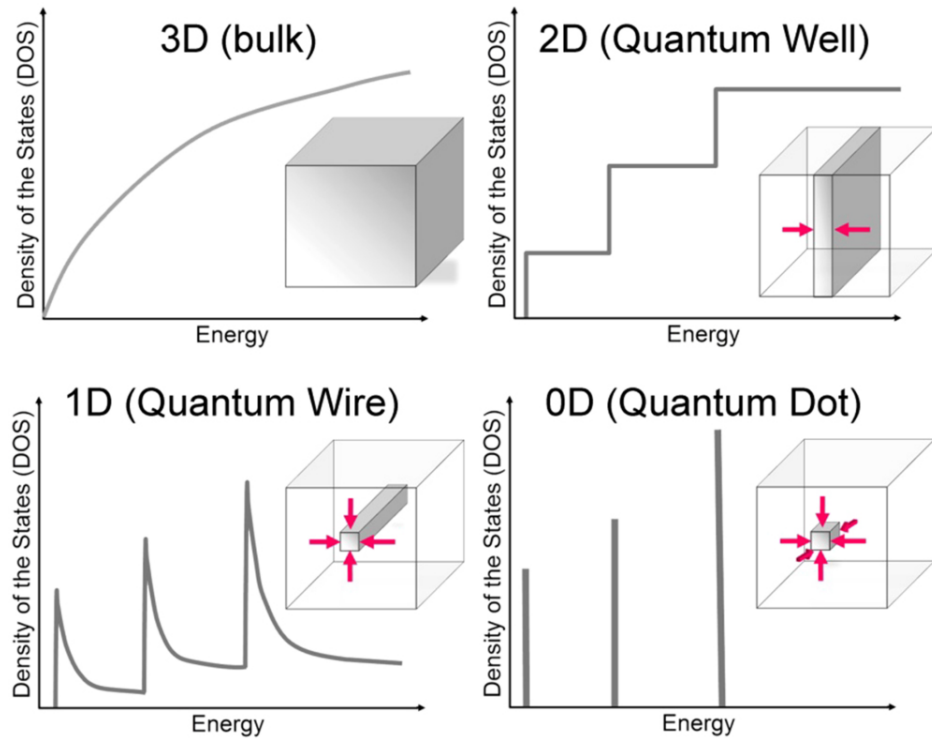 3D (bulk)
Density of the States (DOS)
Energy
2D (Quantum Well)
Density of the States (DOS)
Energy
1D (Quantum Wire)
Density of the States (DOS)
Energy
0D (Quantum Dot)
Density of the States (DOS)
Energy